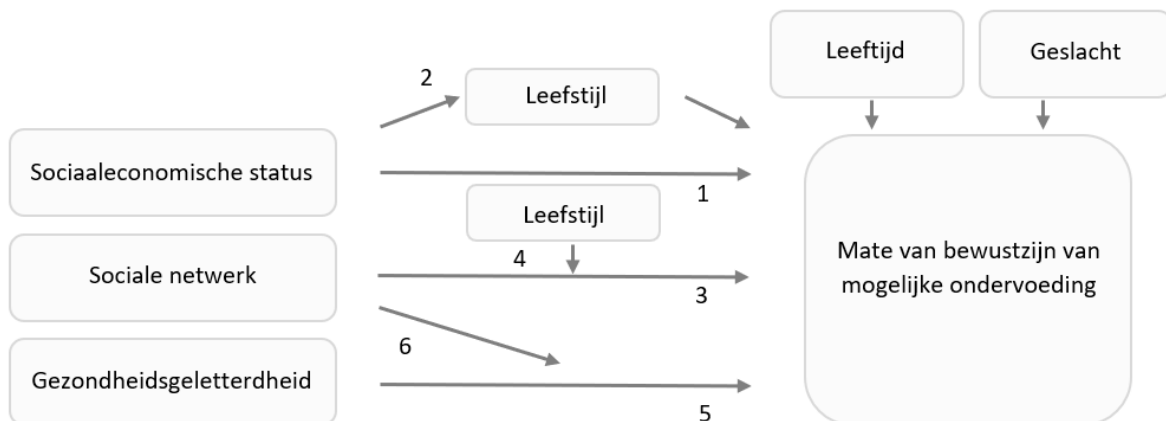 Leeftijd
Geslacht
2
Leefstijl
Sociaaleconomische status
1
Leefstijl
Sociale netwerk
4
3
Mate van bewustzijn van
mogelijke ondervoeding
6
Gezondheidsgeletterdheid
5